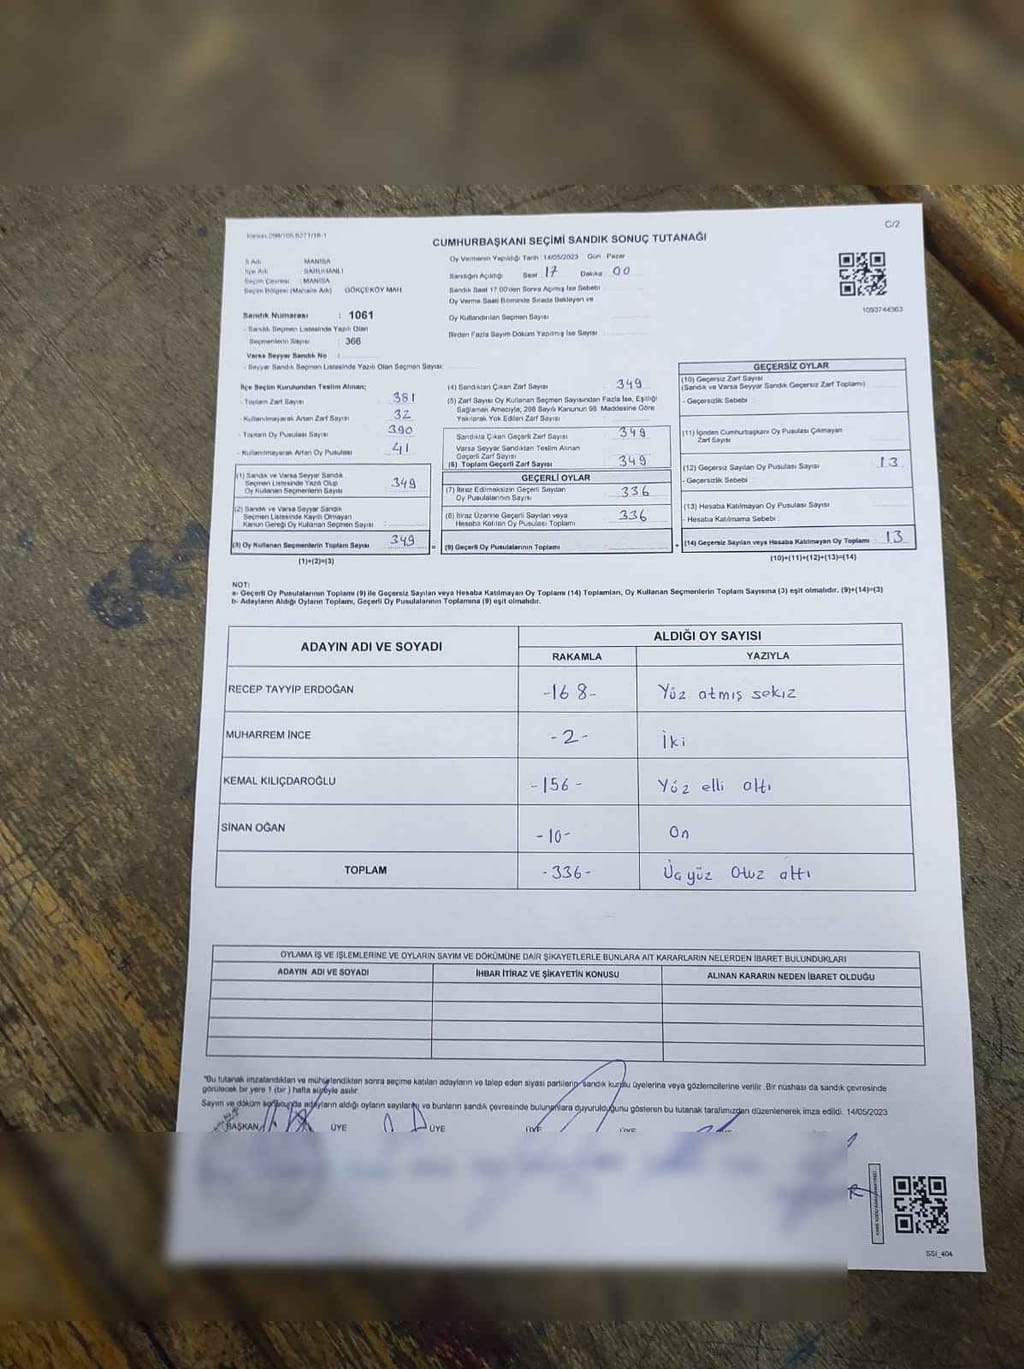 C/2
CUMHURBAŞKANI SEÇİMİ SANDIK SONUÇ TUTANAĞI
İl Adı : MANİSA
İlçe Adı : SARUHANLI
Seçim Çevresi : MANİSA
Seçim Bölgesi (Mahalle Adı) GÖKÇEKÖY MAH
Sandık Numarası : 1061
- Sandık Seçmen Listesinde Yazılı Olan
Seçmenlerin Sayısı : 366
Varsa Seyyar Sandık No :
- Seyyar Sandık Seçmen Listesinde Yazılı Olan Seçmen Sayısı:
Oy Vermenin Yapıldığı Tarih :14/05/2023 Gün Pazar
Sandığın Açıldığı Saat 17 Dakika 00
Sandık Saat 17:00'den Sonra Açılmış İse Sebebi
Oy Verme Saati Bitiminde Sırada Bekleyen ve
Oy Kullandırılan Seçmen Sayısı
Birden Fazla Sayım Döküm Yapılmış İse Sayısı
1093744363
İlçe Seçim Kurulundan Teslim Alınan;
- Toplam Zarf Sayısı 381
- Kullanılmayarak Artan Zarf Sayısı 32
- Toplam Oy Pusulası Sayısı 390
- Kullanılmayarak Artan Oy Pusulası 41
(1) Sandık ve Varsa Seyyar Sandık
Seçmen Listesinde Yazılı Olup
Oy Kullanan Seçmenlerin Sayısı 349
(2) Sandık ve Varsa Seyyar Sandık
Seçmen Listesinde Kayıtlı Olmayan
Kanun Gereği Oy Kullanan Seçmen Sayısı :
(3) Oy Kullanan Seçmenlerin Toplam Sayısı 349
(1)+(2)=(3)
(4) Sandıktan Çıkan Zarf Sayısı 349
(5) Zarf Sayısı Oy Kullanan Seçmen Sayısından Fazla İse, Eşitliği
Sağlamak Amacıyla; 298 Sayılı Kanunun 98. Maddesine Göre
Yakılarak Yok Edilen Zarf Sayısı
Sandıkta Çıkan Geçerli Zarf Sayısı 349
Varsa Seyyar Sandıktan Teslim Alınan
Geçerli Zarf Sayısı
(6) Toplam Geçerli Zarf Sayısı 349
GEÇERLİ OYLAR
(7) İtiraz Edilmeksizin Geçerli Sayılan
Oy Pusulalarının Sayısı 336
(8) İtiraz Üzerine Geçerli Sayılan veya
Hesaba Katılan Oy Pusulası Toplamı 336
= (9) Geçerli Oy Pusulalarının Toplamı
GEÇERSİZ OYLAR
(10) Geçersiz Zarf Sayısı
(Sandık ve Varsa Seyyar Sandık Geçersiz Zarf Toplamı)
- Geçersizlik Sebebi
(11) İçinden Cumhurbaşkanı Oy Pusulası Çıkmayan
Zarf Sayısı
(12) Geçersiz Sayılan Oy Pusulası Sayısı 13
- Geçersizlik Sebebi
(13) Hesaba Katılmayan Oy Pusulası Sayısı
- Hesaba Katılmama Sebebi :
+ (14) Geçersiz Sayılan veya Hesaba Katılmayan Oy Toplamı 13
(10)+(11)+(12)+(13)=(14)
NOT:
a- Geçerli Oy Pusulalarının Toplamı (9) ile Geçersiz Sayılan veya Hesaba Katılmayan Oy Toplamı (14) Toplamları, Oy Kullanan Seçmenlerin Toplam Sayısına (3) eşit olmalıdır. (9)+(14)=(3)
b- Adayların Aldığı Oyların Toplamı, Geçerli Oy Pusulalarının Toplamına (9) eşit olmalıdır.
ADAYIN ADI VE SOYADI
ALDIĞI OY SAYISI
RAKAMLA YAZIYLA
RECEP TAYYİP ERDOĞAN -168- Yüz atmış sekiz
MUHARREM İNCE -2- İki
KEMAL KILIÇDAROĞLU -156- Yüz elli altı
SİNAN OĞAN -10- On
TOPLAM -336- Üçyüz Otuz altı
OYLAMA İŞ VE İŞLEMLERİNE VE OYLARIN SAYIM VE DÖKÜMÜNE DAİR ŞİKAYETLERLE BUNLARA AİT KARARLARIN NELERDEN İBARET BULUNDUKLARI
ADAYIN ADI VE SOYADI İHBAR İTİRAZ VE ŞİKAYETİN KONUSU ALINAN KARARIN NEDEN İBARET OLDUĞU
"Bu tutanak imzalandıktan ve mühürlendikten sonra seçime katılan adayların ve talep eden siyasi partilerin sandık kurulu üyelerine veya gözlemcilerine verilir. Bir nüshası da sandık çevresinde
görülecek bir yere 1 (bir) hafta süreyle asılır
Sayım ve döküm sonucunda adayların aldığı oyların sayılarını ve bunların sandık çevresinde bulunanlara duyurulduğunu gösteren bu tutanak tarafımızdan düzenlenerek imza edildi. 14/05/2023
BAŞKAN ÜYE ÜYE ÜYE ÜYE
SSI_404